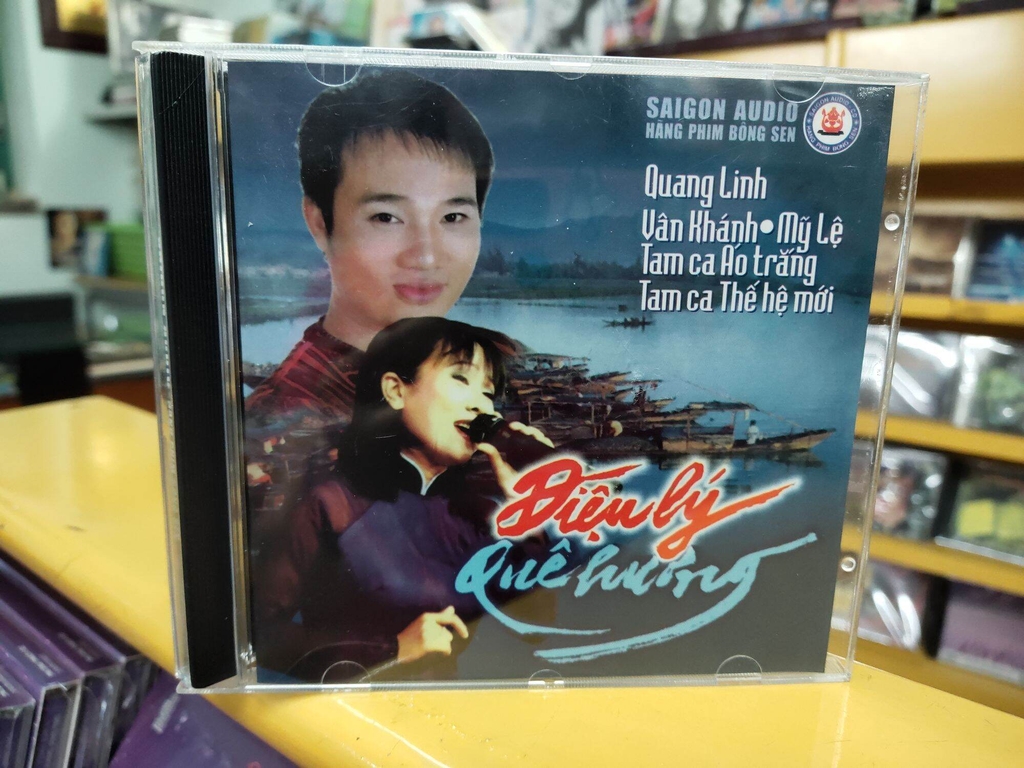 SAIGON AUDIO
HÃNG PHIM BÔNG SEN
Quang Linh
Vân Khánh • Mỹ Lệ
Tam ca Áo trắng
Tam ca Thế hệ mới
Điệu lý
Quê hương